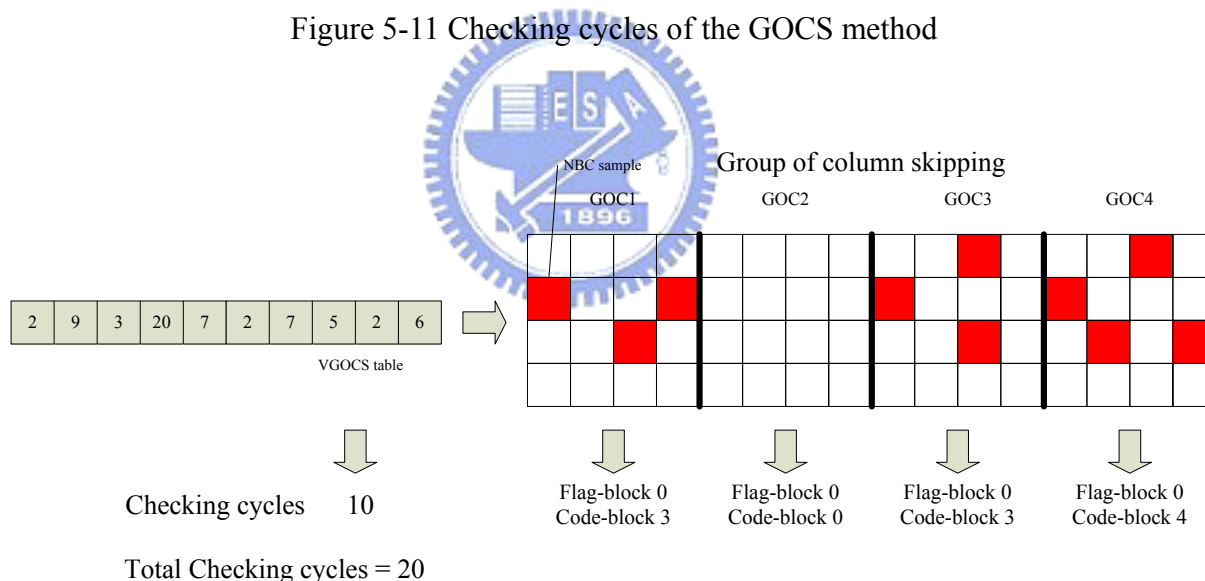 Figure 5-11 Checking cycles of the GOCS method
E S A
1896
NBC sample
Group of column skipping
GOC1 GOC2 GOC3 GOC4
2 9 3 20 7 2 7 5 2 6
VGOCS table
Checking cycles 10
Flag-block 0 Flag-block 0 Flag-block 0 Flag-block 0
Code-block 3 Code-block 0 Code-block 3 Code-block 4
Total Checking cycles = 20